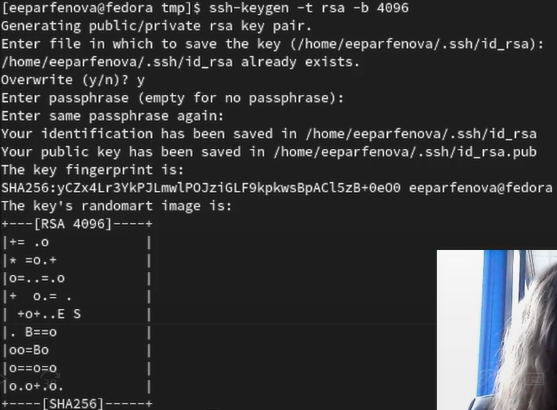 [eeparfenova@fedora tmp]$ ssh-keygen -t rsa -b 4096
Generating public/private rsa key pair.
Enter file in which to save the key (/home/eeparfenova/.ssh/id_rsa):
/home/eeparfenova/.ssh/id_rsa already exists.
Overwrite (y/n)? y
Enter passphrase (empty for no passphrase):
Enter same passphrase again:
Your identification has been saved in /home/eeparfenova/.ssh/id_rsa
Your public key has been saved in /home/eeparfenova/.ssh/id_rsa.pub
The key fingerprint is:
SHA256:yCZx4Lr3YkPJLmwlPOJziGLF9kpkwsBpACl5zB+0eO0 eeparfenova@fedora
The key's randomart image is:
+---[RSA 4096]----+
|+= .o            |
|* =o.+           |
|o=..=.o          |
|+  o.= .         |
| +o+..E S        |
|. B==o           |
|oo=Bo            |
|o==o=o           |
|o.o+.o.          |
+----[SHA256]-----+